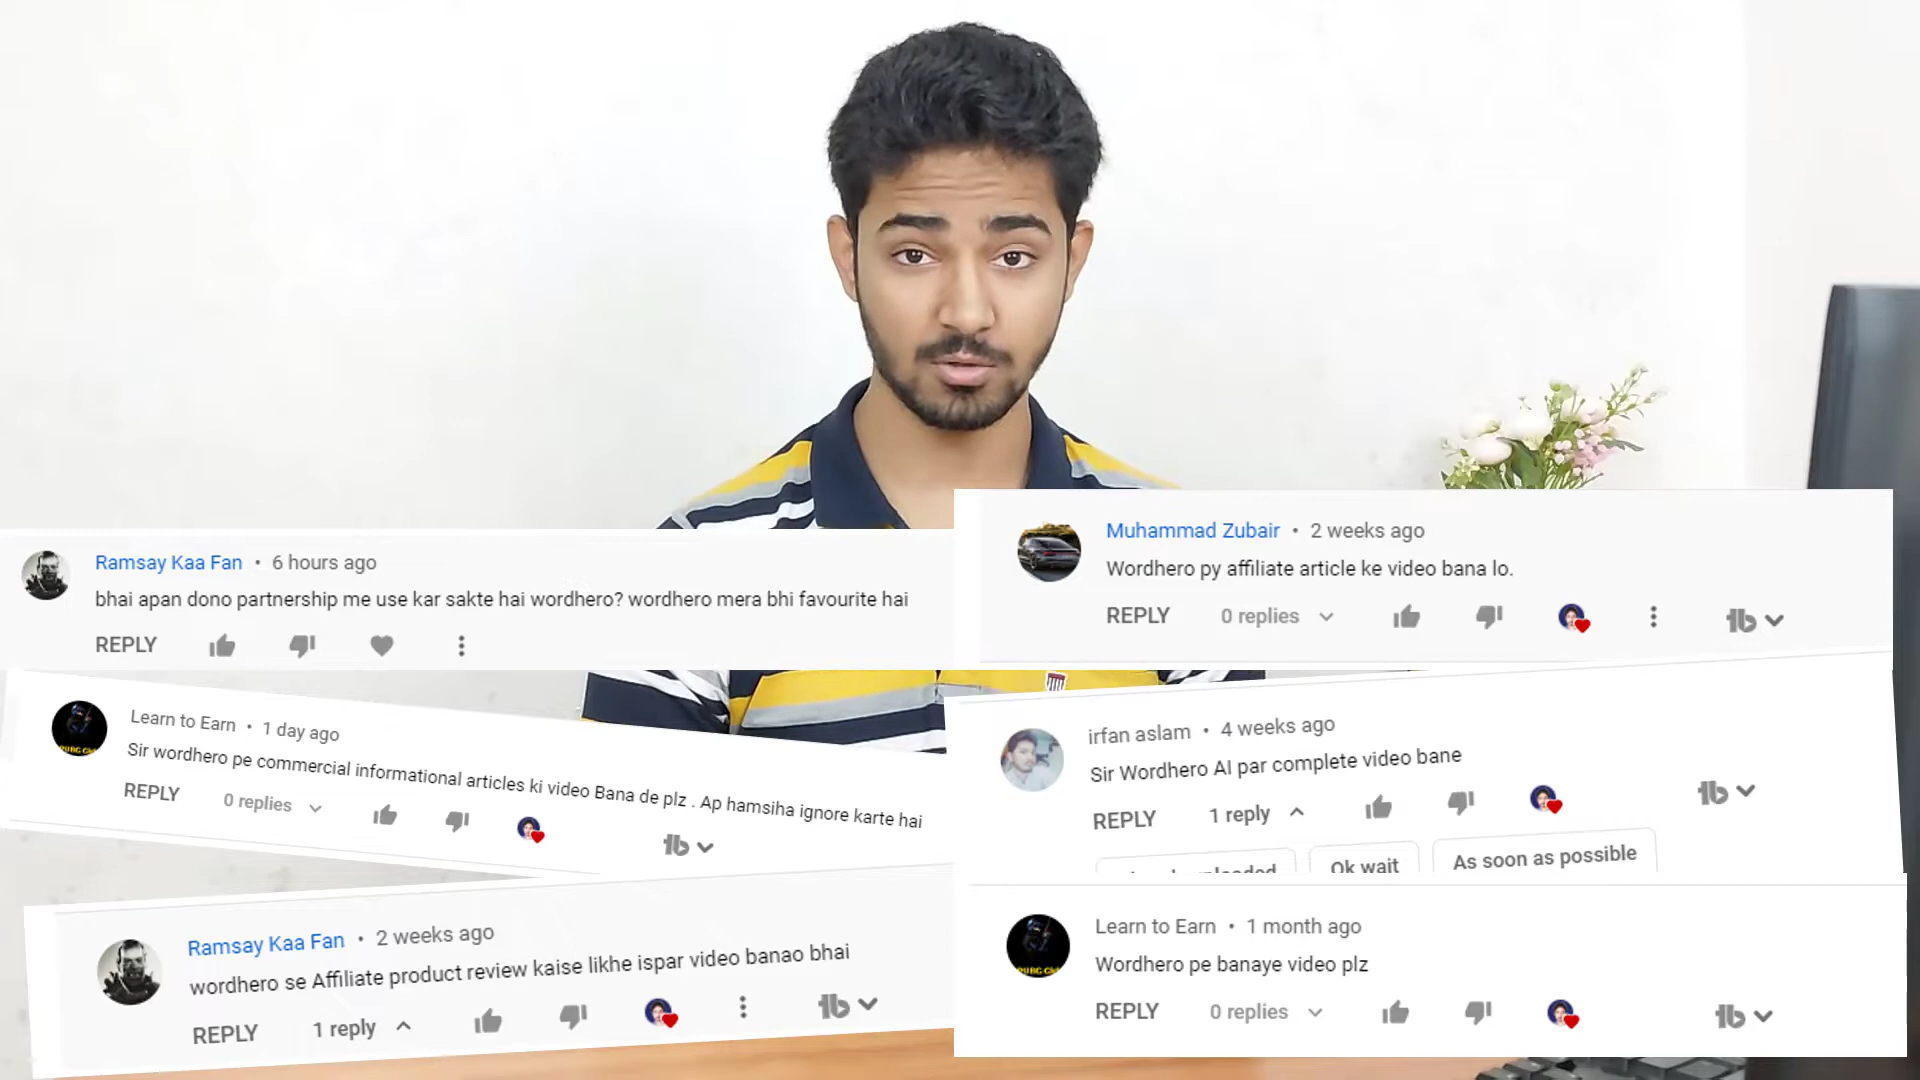 Ramsay Kaa Fan • 6 hours ago
bhai apan dono partnership me use kar sakte hai wordhero? wordhero mera bhi favourite hai
REPLY
Muhammad Zubair • 2 weeks ago
Wordhero py affiliate article ke video bana lo.
REPLY 0 replies
Learn to Earn • 1 day ago
Sir wordhero pe commercial informational articles ki video Bana de plz . Ap hamsiha ignore karte hai
REPLY 0 replies
irfan aslam • 4 weeks ago
Sir Wordhero AI par complete video bane
REPLY 1 reply
Ok wait As soon as possible
Ramsay Kaa Fan • 2 weeks ago
wordhero se Affiliate product review kaise likhe ispar video banao bhai
REPLY 1 reply
Learn to Earn • 1 month ago
Wordhero pe banaye video plz
REPLY 0 replies